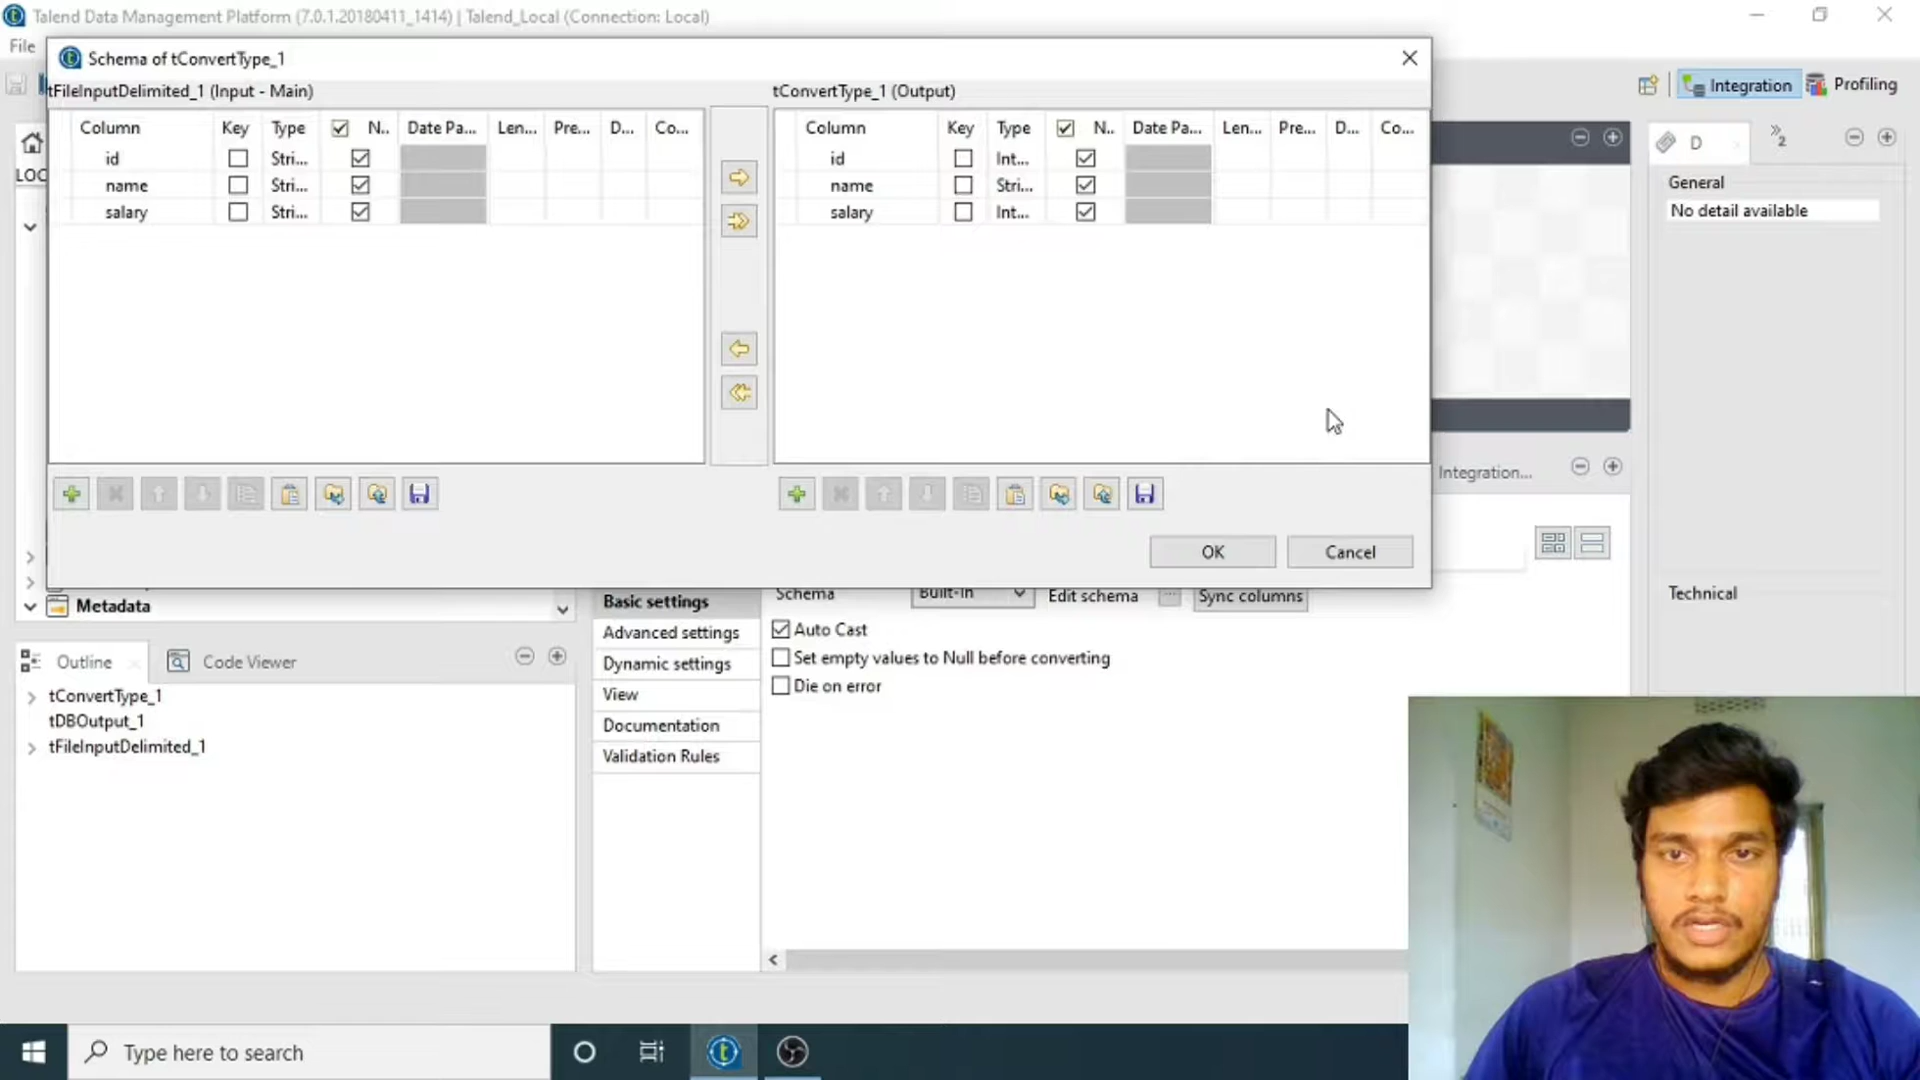 Talend Data Management Platform (7.0.1.20180411_1414) | Talend_Local (Connection: Local)
File
Schema of tConvertType_1
tFileInputDelimited_1 (Input - Main)
tConvertType_1 (Output)
Integration
Profiling
Column Key Type N.. Date Pa... Len... Pre... D... Co...
id Stri...
name Stri...
salary Stri...
Column Key Type N.. Date Pa... Len... Pre... D... Co...
id Int...
name Stri...
salary Int...
LOC
D
2
General
No detail available
Integration...
OK
Cancel
Technical
Metadata
Basic settings
Schema Built-In Edit schema ... Sync columns
Advanced settings
Auto Cast
Dynamic settings
Set empty values to Null before converting
View
Die on error
Documentation
Validation Rules
Outline
Code Viewer
tConvertType_1
tDBOutput_1
tFileInputDelimited_1
Type here to search